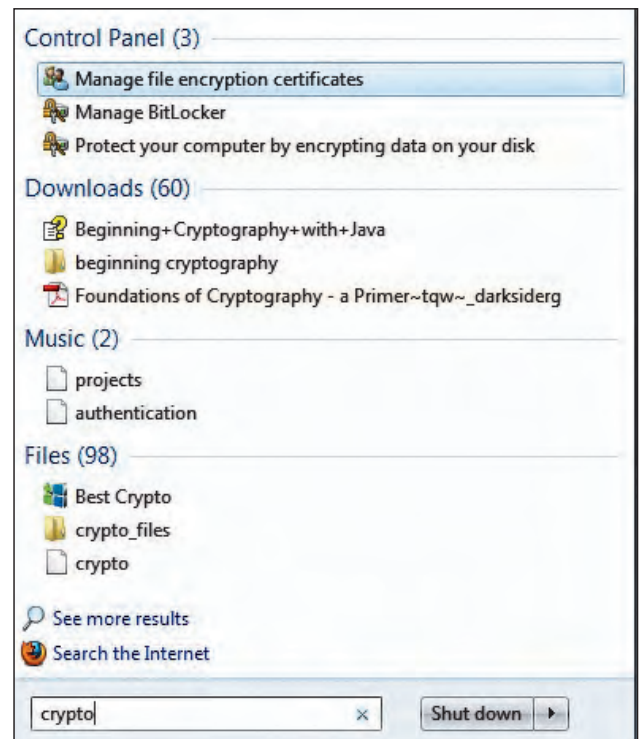 Control Panel (3)
Manage file encryption certificates
Manage BitLocker
Protect your computer by encrypting data on your disk
Downloads (60)
Beginning+Cryptography+with+Java
beginning cryptography
Foundations of Cryptography - a Primer~tqw~_darksiderg
Music (2)
projects
authentication
Files (98)
Best Crypto
crypto_files
crypto
See more results
Search the Internet
crypto
Shut down